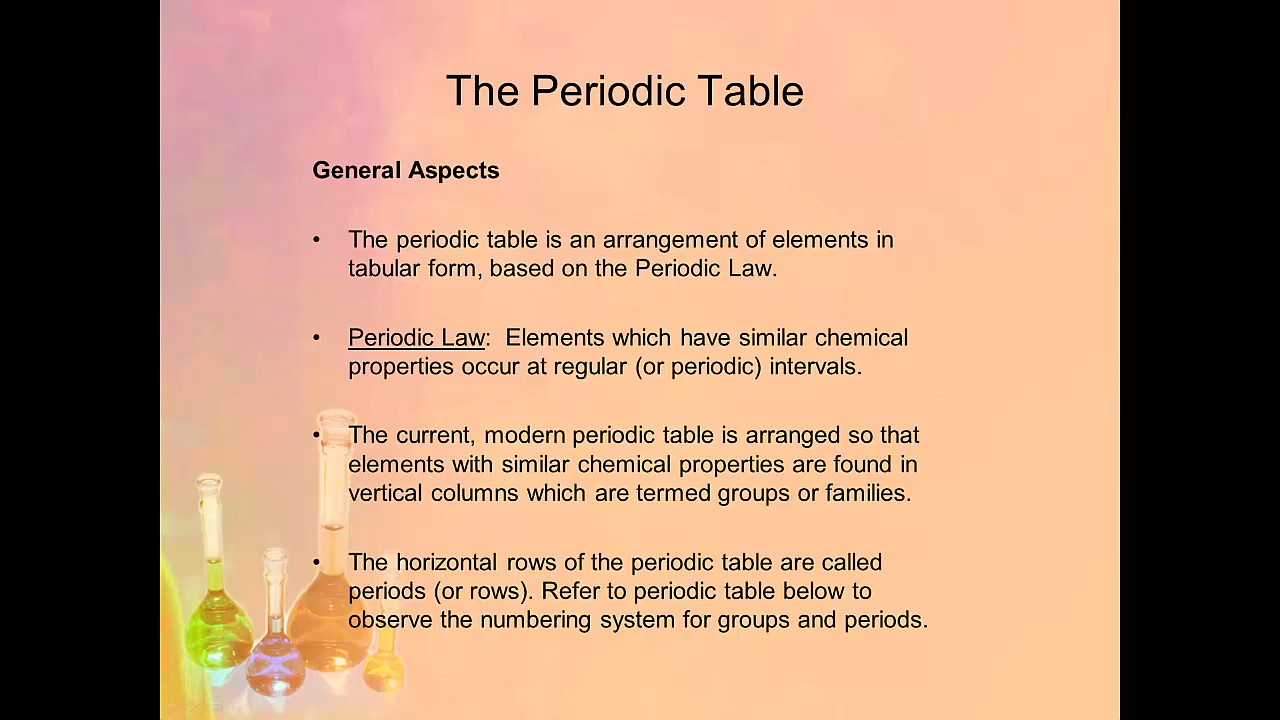 The Periodic Table
General Aspects
• The periodic table is an arrangement of elements in
tabular form, based on the Periodic Law.
• Periodic Law:  Elements which have similar chemical
properties occur at regular (or periodic) intervals.
• The current, modern periodic table is arranged so that
elements with similar chemical properties are found in
vertical columns which are termed groups or families.
• The horizontal rows of the periodic table are called
periods (or rows). Refer to periodic table below to
observe the numbering system for groups and periods.